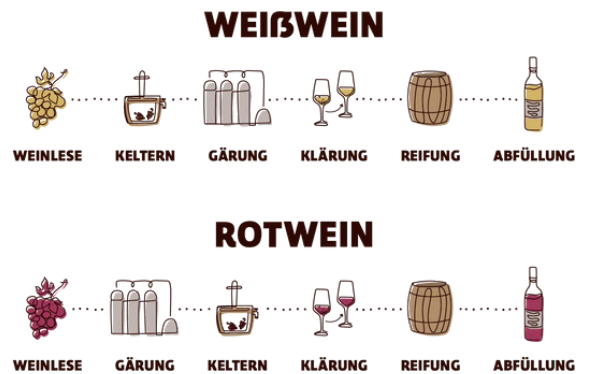 WEIẞWEIN
WEINLESE KELTERN GÄRUNG KLÄRUNG REIFUNG ABFÜLLUNG
ROTWEIN
WEINLESE GÄRUNG KELTERN KLÄRUNG REIFUNG ABFÜLLUNG